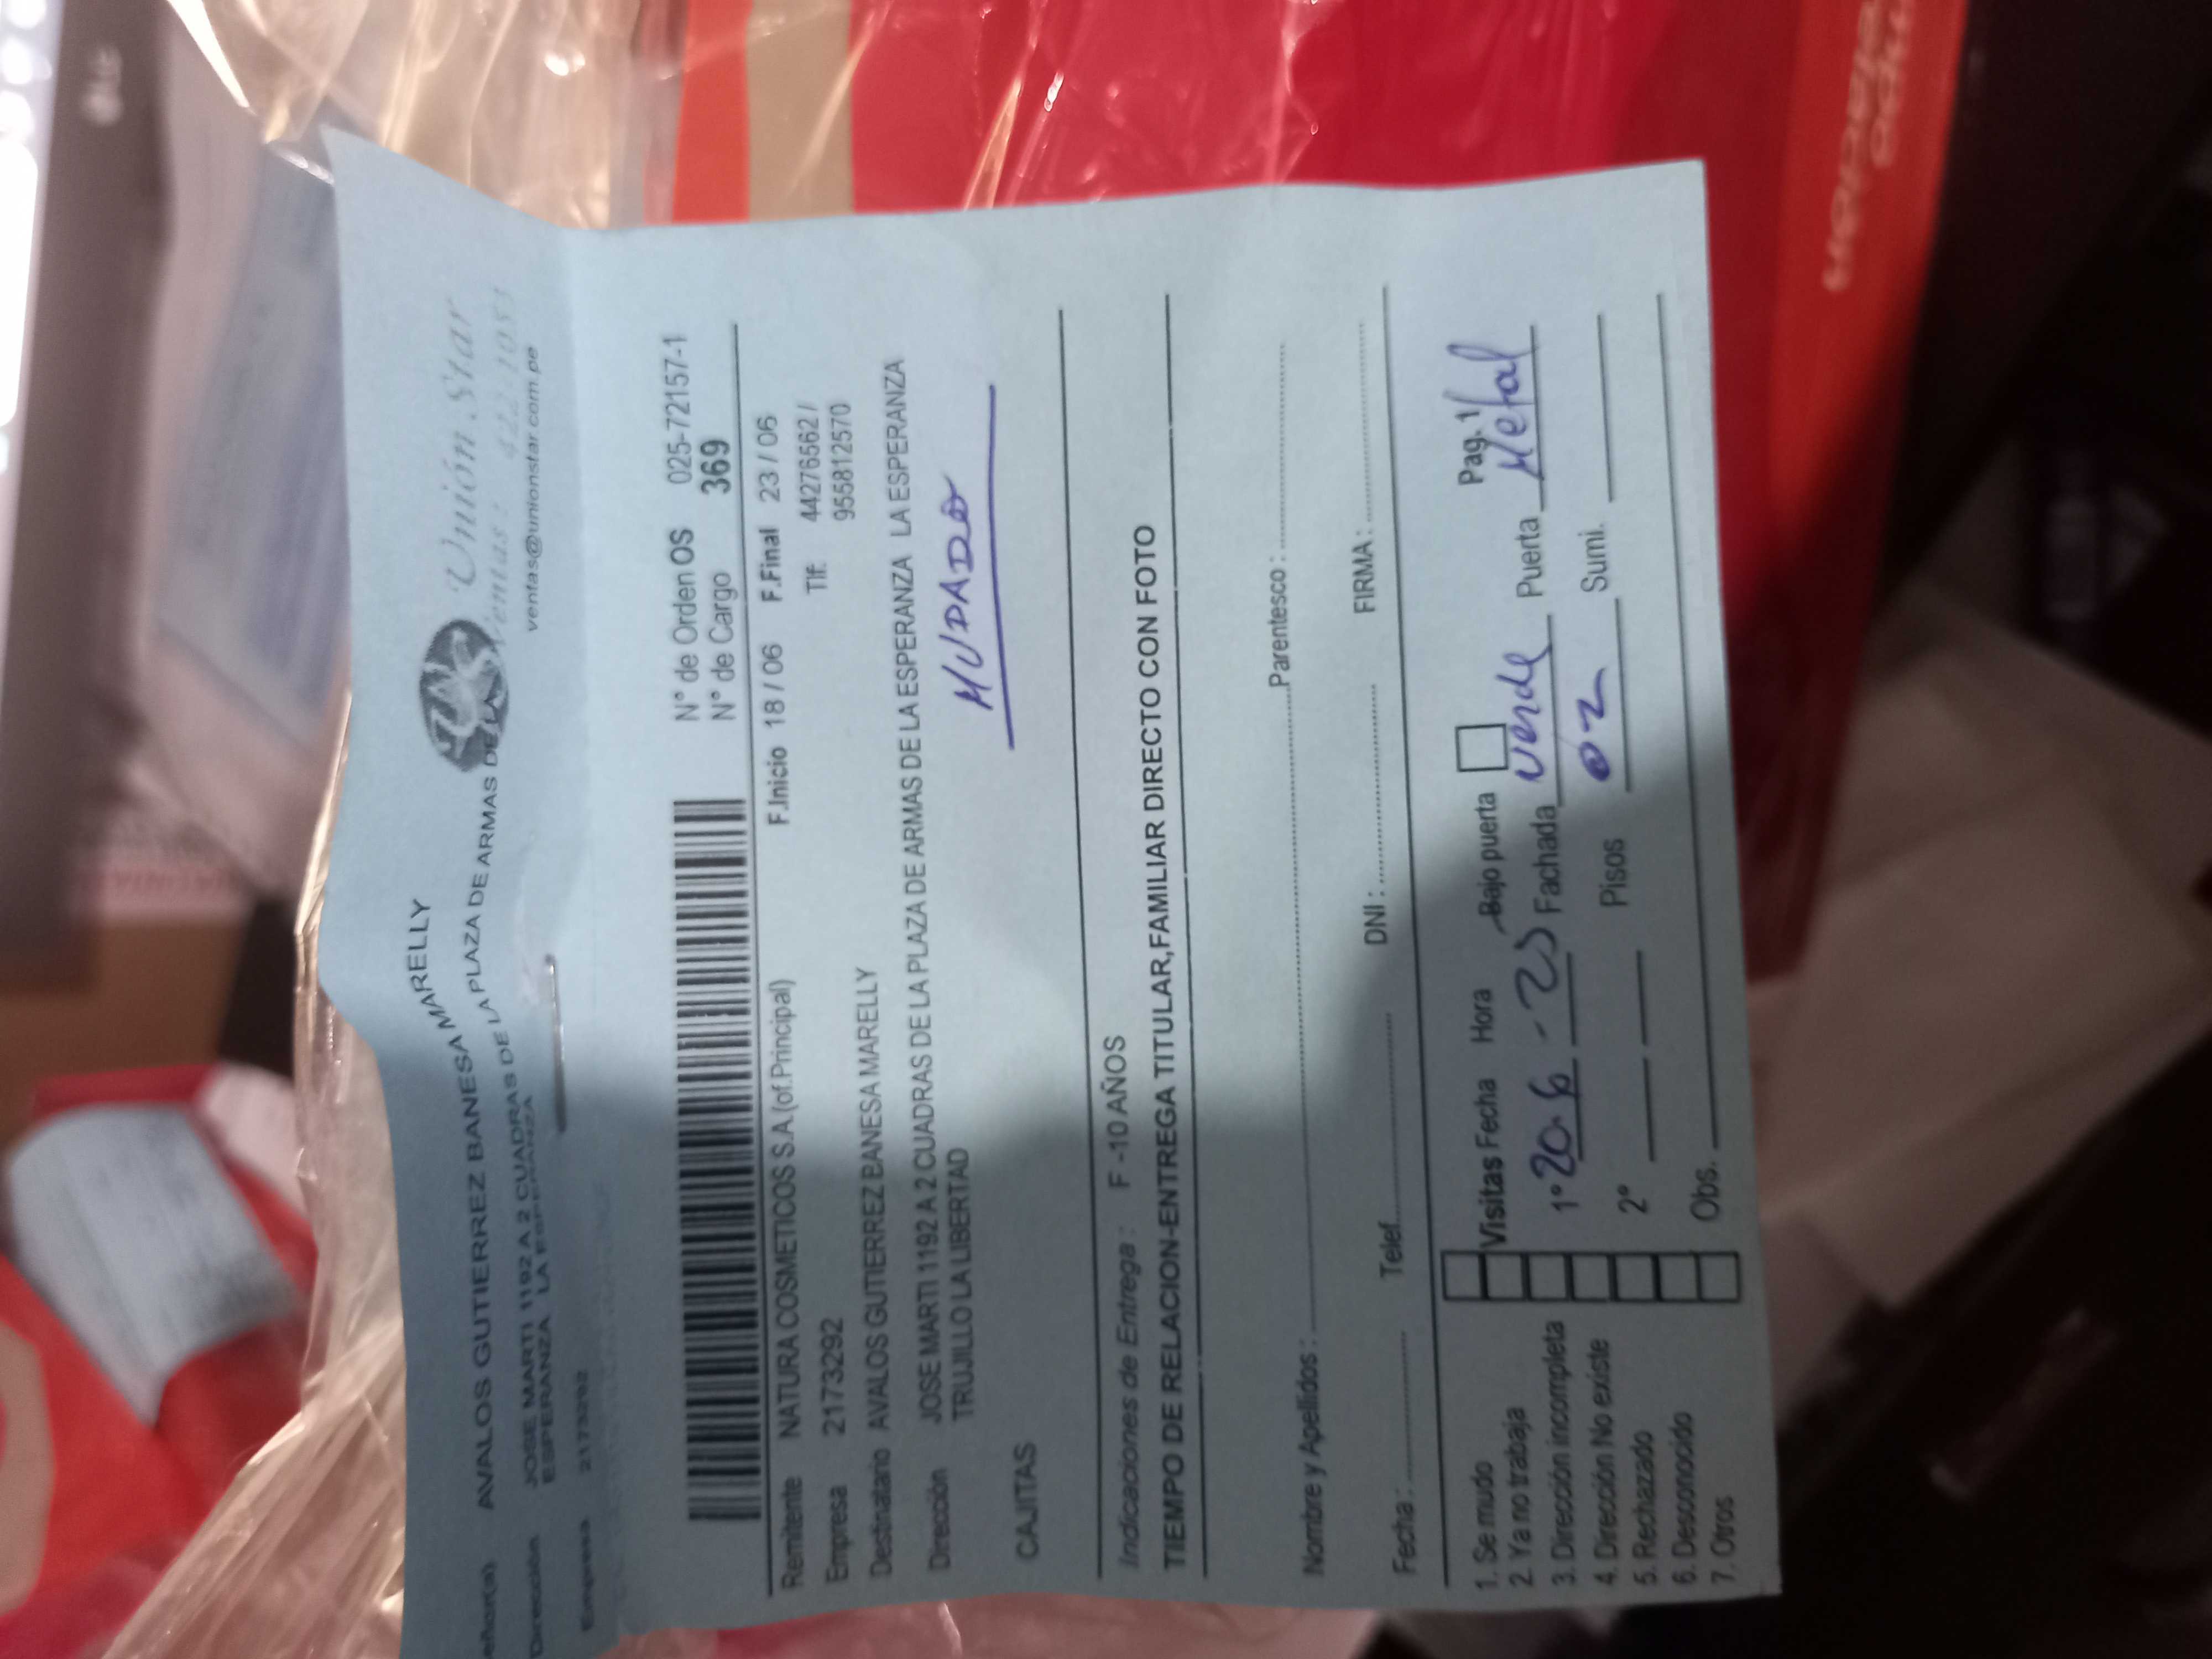 Señor(a) AVALOS GUTIERREZ BANESA MARELLY
Dirección JOSE MARTI 1192 A 2 CUADRAS DE LA PLAZA DE ARMAS DE LA
ESPERANZA LA ESPERANZA
Empresa 2173292
Unión Star
Ventas: 422 1051
ventas@unionstar.com.pe
N° de Orden OS 025-72157-1
N° de Cargo 369
Remitente NATURA COSMETICOS S.A.(of.Principal) F.Inicio 18 / 06 F.Final 23 / 06
Empresa 2173292 Tlf. 44276562 /
955812570
Destinatario AVALOS GUTIERREZ BANESA MARELLY
Dirección JOSE MARTI 1192 A 2 CUADRAS DE LA PLAZA DE ARMAS DE LA ESPERANZA LA ESPERANZA
TRUJILLO LA LIBERTAD
MUDADO
CAJITAS
Indicaciones de Entrega : F -10 AÑOS
TIEMPO DE RELACION-ENTREGA TITULAR,FAMILIAR DIRECTO CON FOTO
Nombre y Apellidos : Parentesco :
Fecha : Telef. DNI : FIRMA :
Pag. 1/
1. Se mudo
2. Ya no trabaja
3. Dirección incompleta
4. Dirección No existe
5. Rechazado
6. Desconocido
7. Otros
Visitas Fecha Hora Bajo puerta
1° 20.6 - 25 Fachada verde Puerta Metal
2° Pisos 02 Sumi.
Obs.